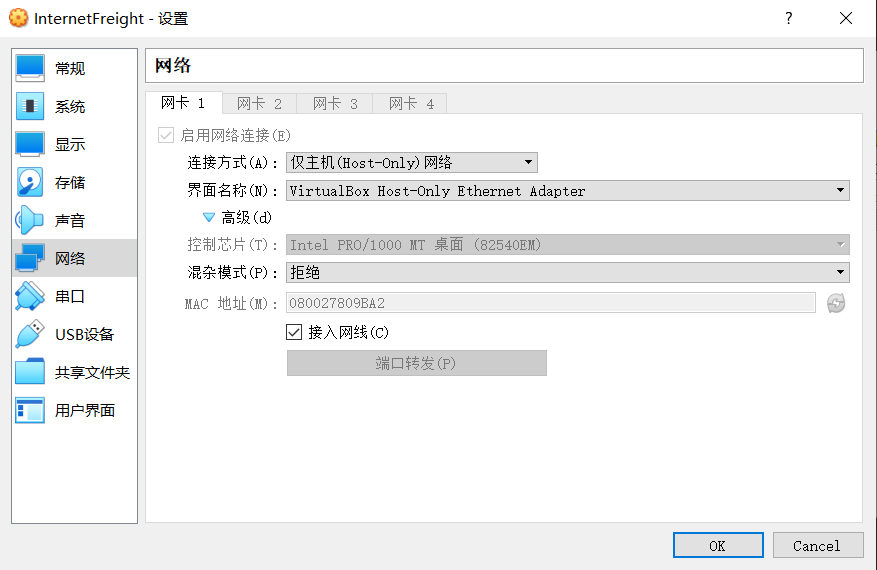 InternetFreight - 设置
?
常规
系统
显示
存储
声音
网络
串口
USB设备
共享文件夹
用户界面
网络
网卡 1 网卡 2 网卡 3 网卡 4
启用网络连接(E)
连接方式(A): 仅主机(Host-Only)网络
界面名称(N): VirtualBox Host-Only Ethernet Adapter
高级(d)
控制芯片(T): Intel PRO/1000 MT 桌面 (82540EM)
混杂模式(P): 拒绝
MAC 地址(M): 080027809BA2
接入网线(C)
端口转发(P)
OK Cancel